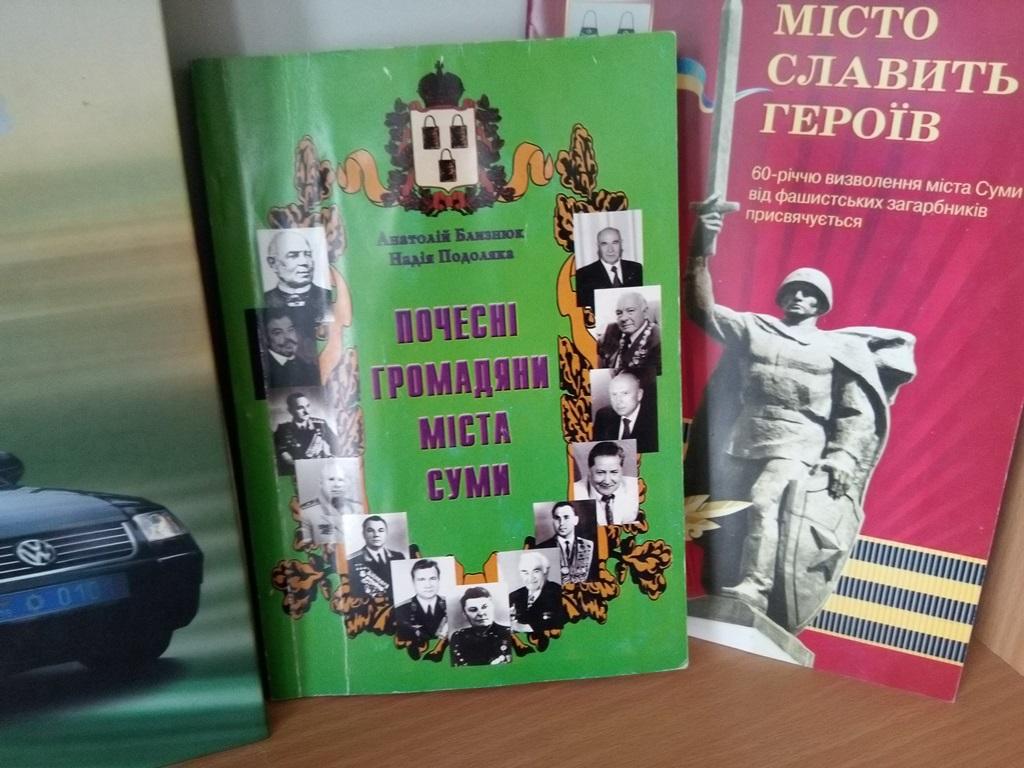 Анатолій Близнюк
Надія Подоляка
ПОЧЕСНІ
ГРОМАДЯНИ
МІСТА
СУМИ
МІСТО
СЛАВИТЬ
ГЕРОЇВ
60-річчю визволення міста Суми
від фашистських загарбників
присвячується